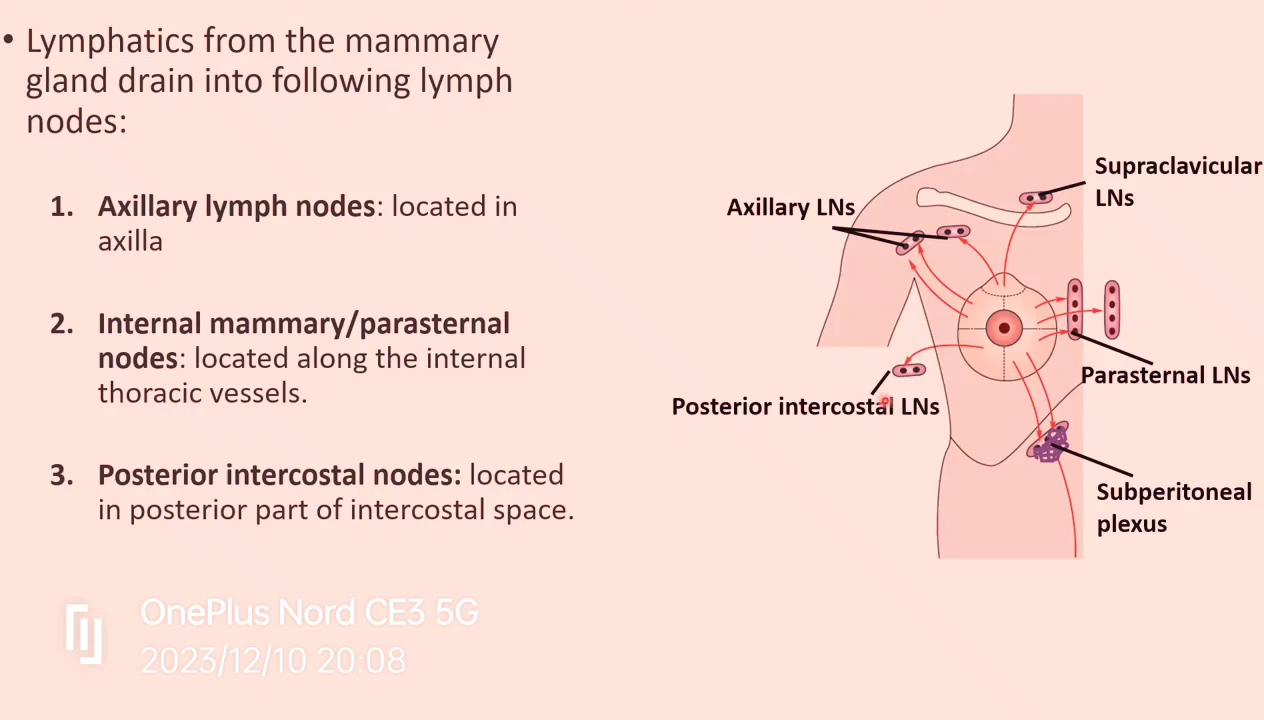 • Lymphatics from the mammary
gland drain into following lymph
nodes:
1. Axillary lymph nodes: located in
axilla
2. Internal mammary/parasternal
nodes: located along the internal
thoracic vessels.
3. Posterior intercostal nodes: located
in posterior part of intercostal space.
Supraclavicular
LNs
Axillary LNs
Parasternal LNs
Posterior intercostal LNs
Subperitoneal
plexus
OnePlus Nord CE3 5G
2023/12/10 20:08